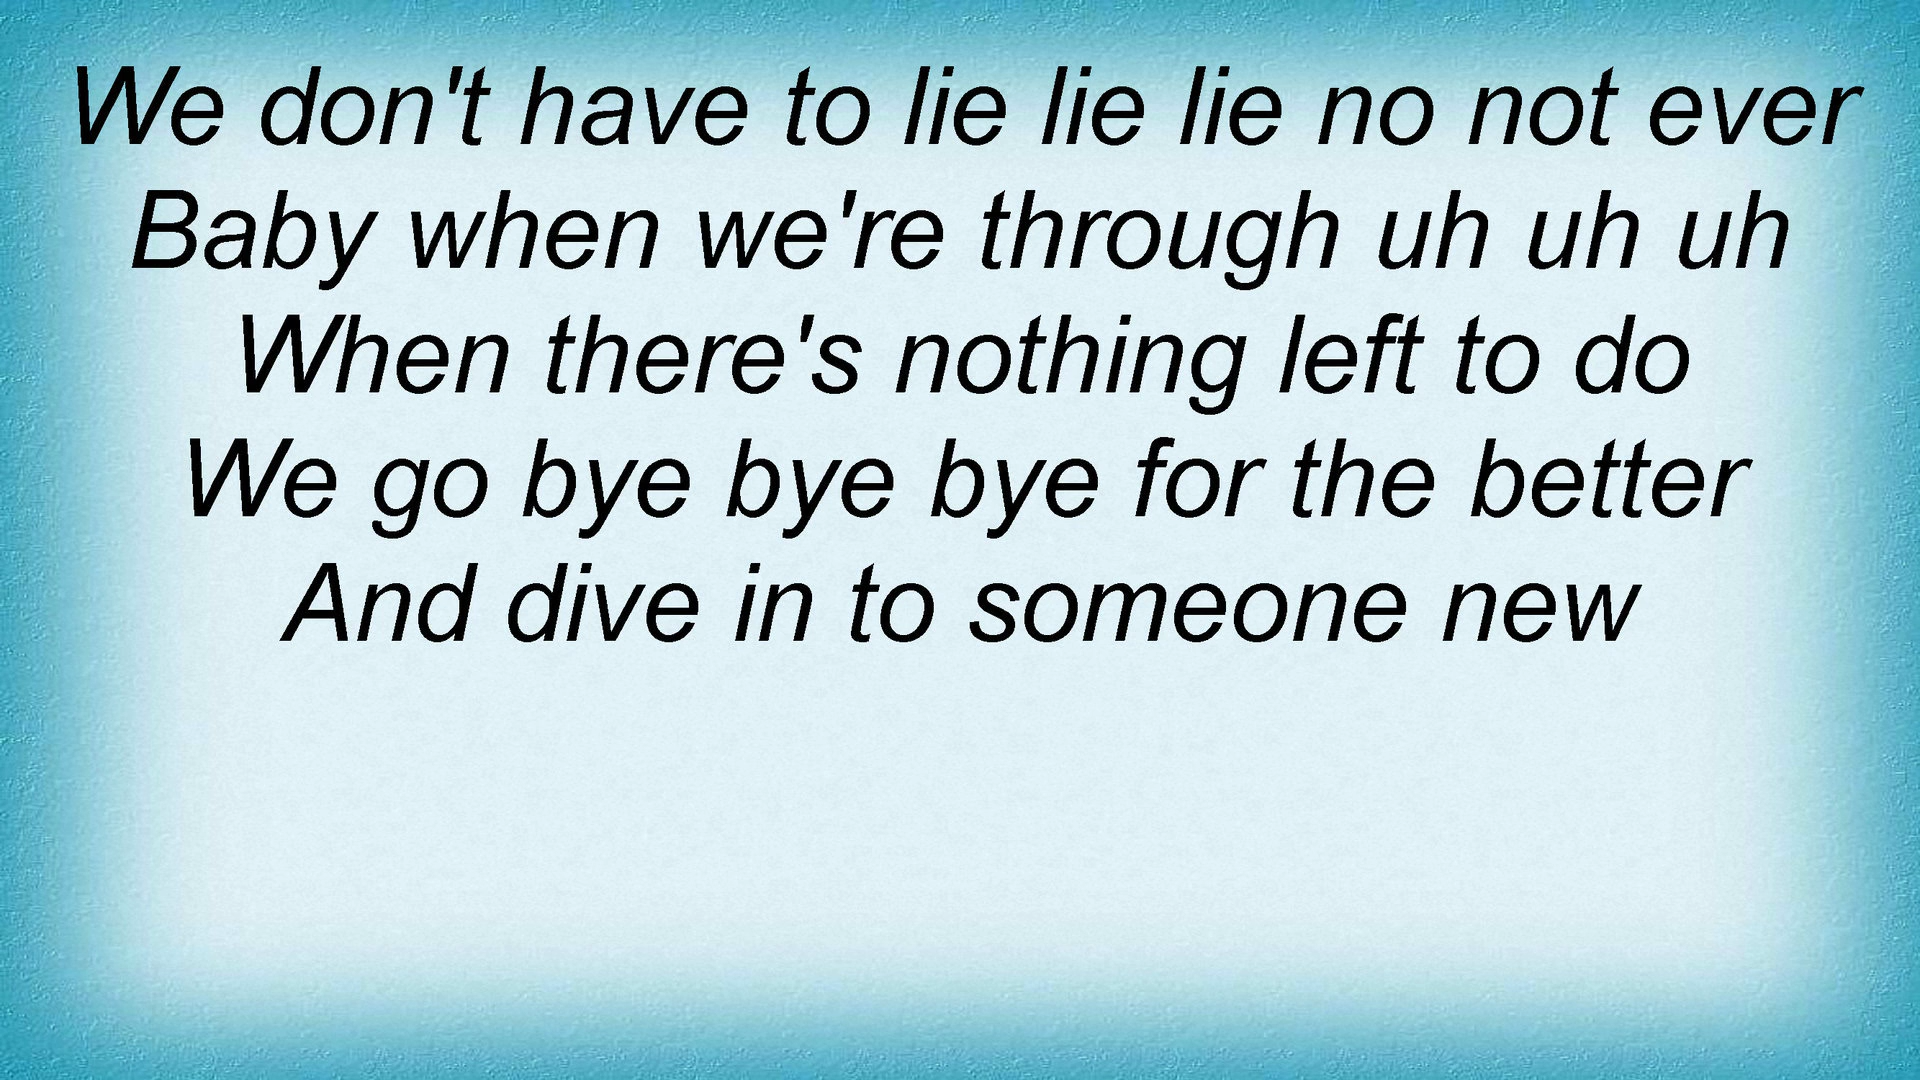 We don't have to lie lie lie no not ever
Baby when we're through uh uh uh
When there's nothing left to do
We go bye bye bye for the better
And dive in to someone new